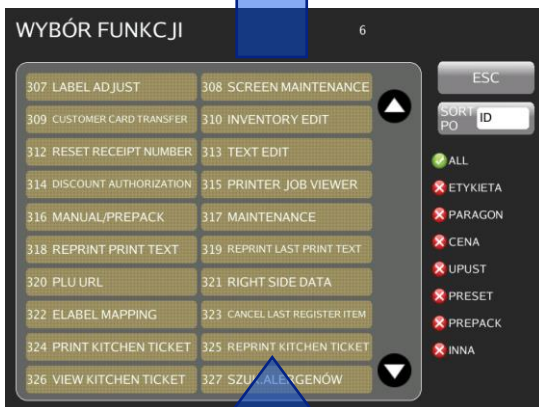 WYBÓR FUNKCJI 6
307 LABEL ADJUST 308 SCREEN MAINTENANCE
309 CUSTOMER CARD TRANSFER 310 INVENTORY EDIT
312 RESET RECEIPT NUMBER 313 TEXT EDIT
314 DISCOUNT AUTHORIZATION 315 PRINTER JOB VIEWER
316 MANUAL/PREPACK 317 MAINTENANCE
318 REPRINT PRINT TEXT 319 REPRINT LAST PRINT TEXT
320 PLU URL 321 RIGHT SIDE DATA
322 ELABEL MAPPING 323 CANCEL LAST REGISTER ITEM
324 PRINT KITCHEN TICKET 325 REPRINT KITCHEN TICKET
326 VIEW KITCHEN TICKET 327 SZUK.ALERGENÓW
ESC
SORT PO ID
ALL
ETYKIETA
PARAGON
CENA
UPUST
PRESET
PREPACK
INNA